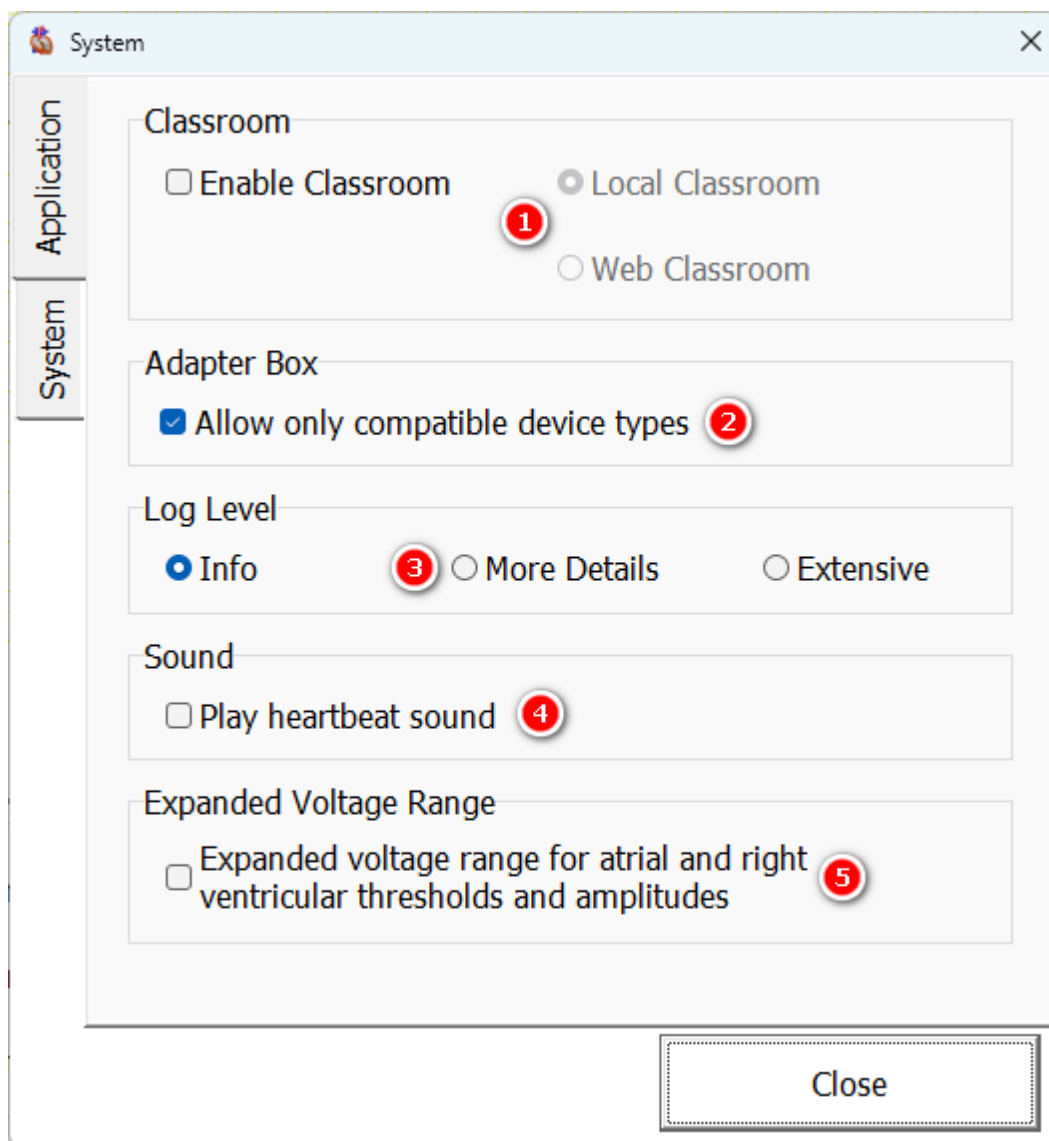 System
Application
System
Classroom
Enable Classroom
Local Classroom
1
Web Classroom
Adapter Box
Allow only compatible device types 2
Log Level
Info 3 More Details Extensive
Sound
Play heartbeat sound 4
Expanded Voltage Range
Expanded voltage range for atrial and right
ventricular thresholds and amplitudes
5
Close